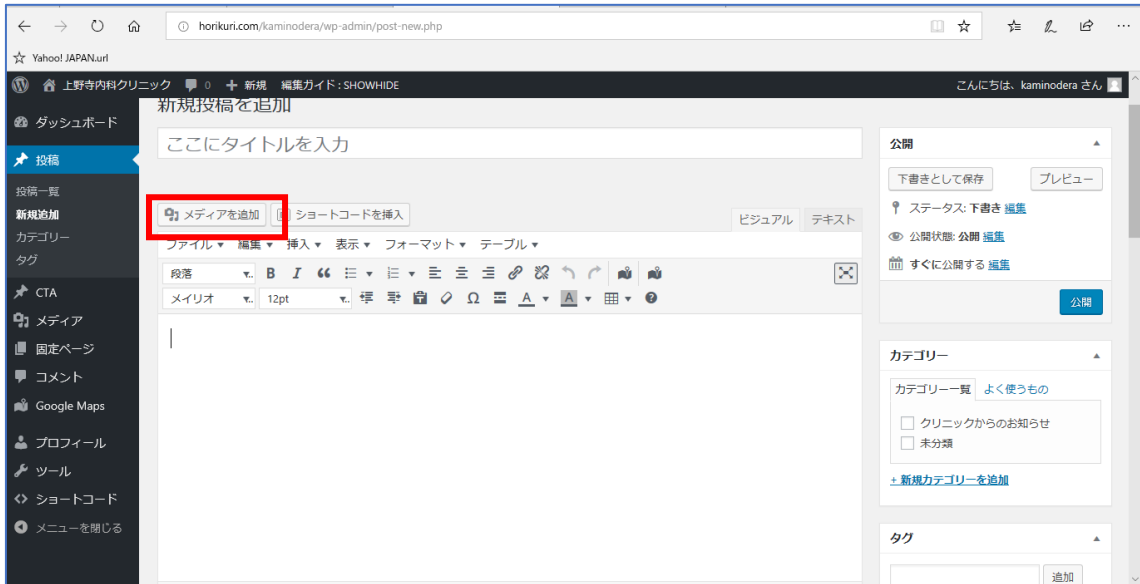 horikuri.com/kaminodera/wp-admin/post-new.php
Yahoo! JAPAN.url
上野寺内科クリニック 0 + 新規 編集ガイド : SHOWHIDE こんにちは、kaminodera さん
新規投稿を追加
ダッシュボード
投稿
投稿一覧
新規追加
カテゴリー
タグ
CTA
メディア
固定ページ
コメント
Google Maps
プロフィール
ツール
ショートコード
メニューを閉じる
ここにタイトルを入力
メディアを追加 ショートコードを挿入
ビジュアル テキスト
ファイル 編集 挿入 表示 フォーマット テーブル
段落
メイリオ 12pt
公開
下書きとして保存 プレビュー
ステータス: 下書き 編集
公開状態: 公開 編集
すぐに公開する 編集
公開
カテゴリー
カテゴリー一覧 よく使うもの
クリニックからのお知らせ
未分類
+ 新規カテゴリーを追加
タグ
追加